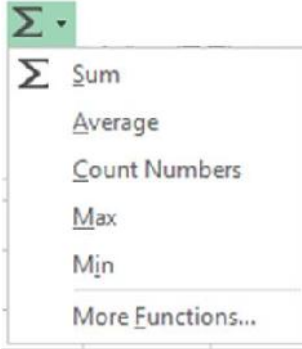 Σ
Σ Sum
Average
Count Numbers
Max
Min
More Functions...